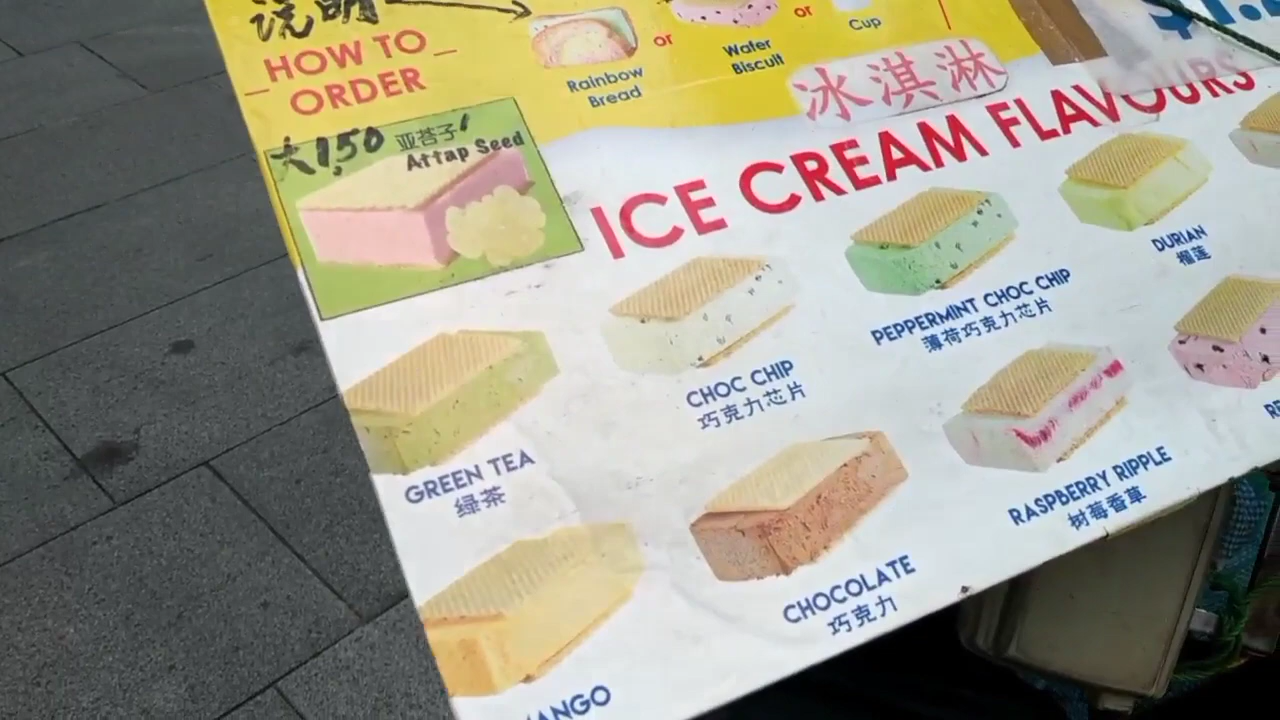 说明
HOW TO
ORDER
Rainbow
Bread
or
Wafer
Biscuit
or
Cup
冰淇淋
大1.50
亚荅子
Attap Seed
ICE CREAM FLAVOURS
DURIAN
榴莲
PEPPERMINT CHOC CHIP
薄荷巧克力芯片
CHOC CHIP
巧克力芯片
GREEN TEA
绿茶
RASPBERRY RIPPLE
树莓香草
CHOCOLATE
巧克力
MANGO